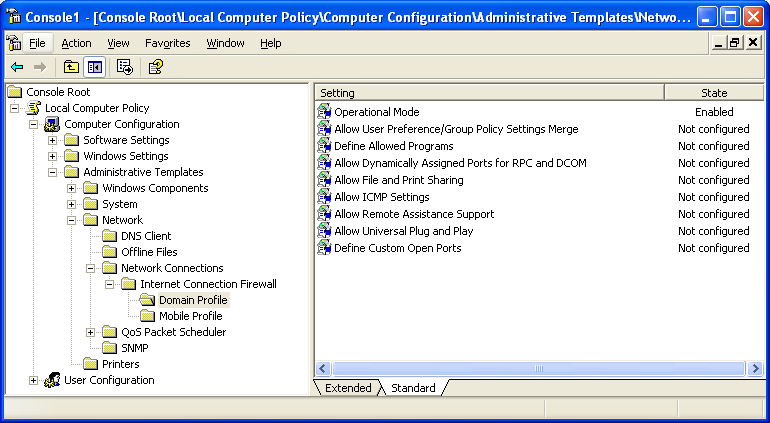 Console1 - [Console Root\Local Computer Policy\Computer Configuration\Administrative Templates\Netwo...
File Action View Favorites Window Help
Console Root
Local Computer Policy
Computer Configuration
Software Settings
Windows Settings
Administrative Templates
Windows Components
System
Network
DNS Client
Offline Files
Network Connections
Internet Connection Firewall
Domain Profile
Mobile Profile
QoS Packet Scheduler
SNMP
Printers
User Configuration
Setting State
Operational Mode Enabled
Allow User Preference/Group Policy Settings Merge Not configured
Define Allowed Programs Not configured
Allow Dynamically Assigned Ports for RPC and DCOM Not configured
Allow File and Print Sharing Not configured
Allow ICMP Settings Not configured
Allow Remote Assistance Support Not configured
Allow Universal Plug and Play Not configured
Define Custom Open Ports Not configured
Extended Standard